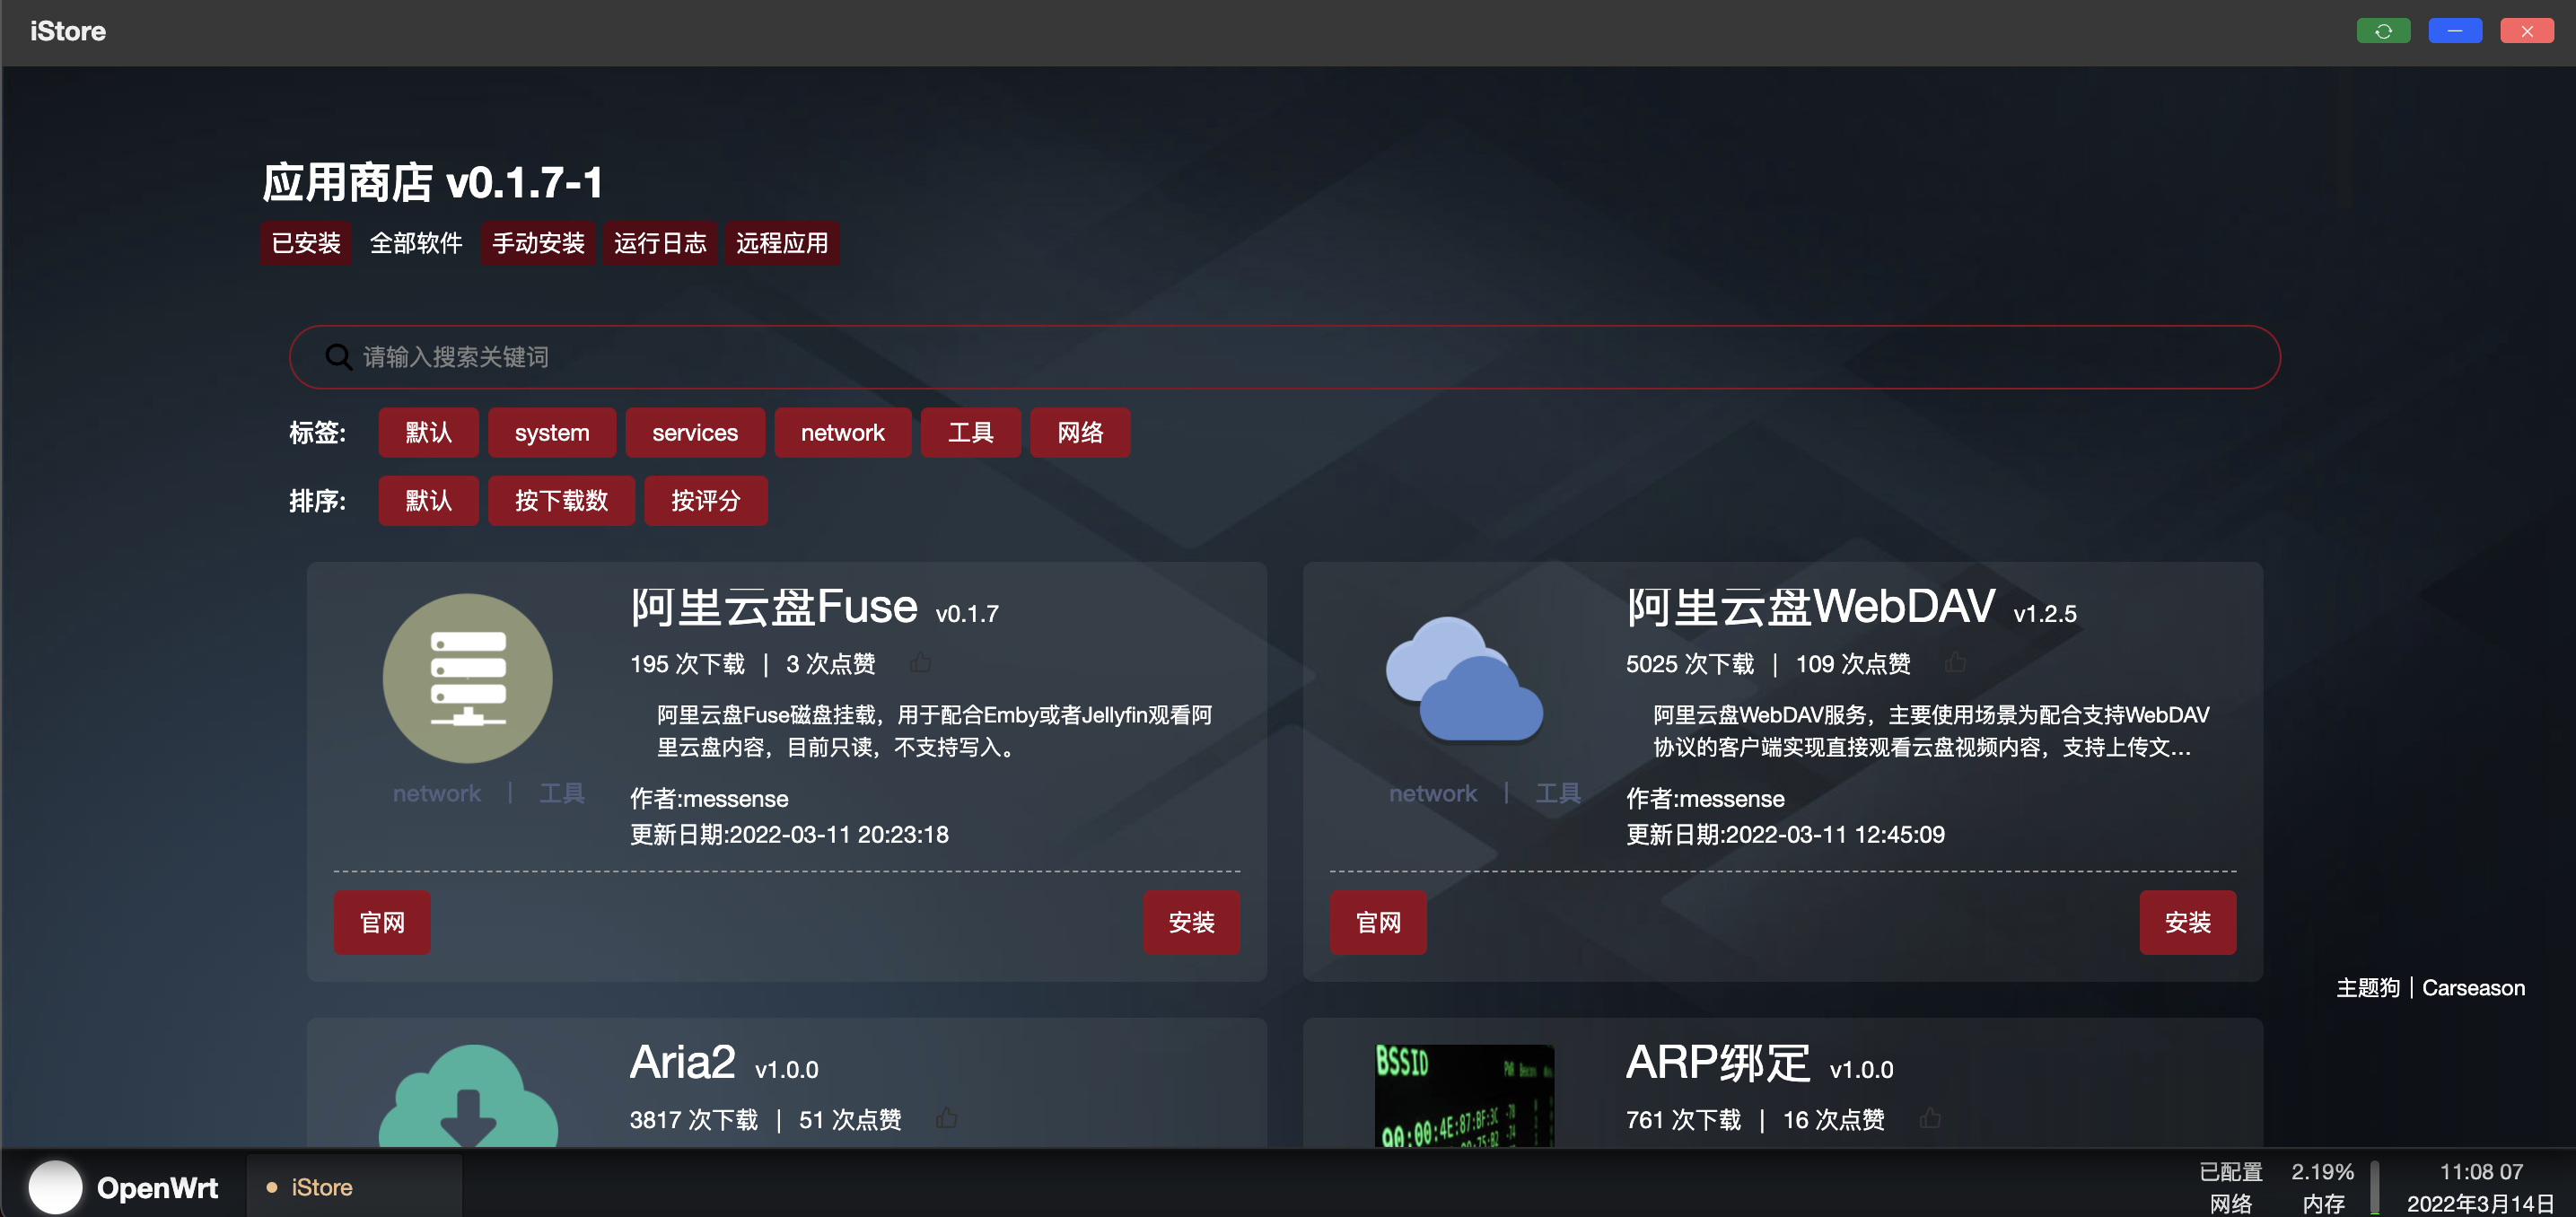 iStore
应用商店 v0.1.7-1
已安装 全部软件 手动安装 运行日志 远程应用
请输入搜索关键词
标签: 默认 system services network 工具 网络
排序: 默认 按下载数 按评分
阿里云盘Fuse v0.1.7
195 次下载 | 3 次点赞
阿里云盘Fuse磁盘挂载，用于配合Emby或者Jellyfin观看阿
里云盘内容，目前只读，不支持写入。
network | 工具
作者:messense
更新日期:2022-03-11 20:23:18
官网 安装
阿里云盘WebDAV v1.2.5
5025 次下载 | 109 次点赞
阿里云盘WebDAV服务，主要使用场景为配合支持WebDAV
协议的客户端实现直接观看云盘视频内容，支持上传文...
network | 工具
作者:messense
更新日期:2022-03-11 12:45:09
官网 安装
主题狗 | Carseason
Aria2 v1.0.0
3817 次下载 | 51 次点赞
BSSID
90:00:4E:87:BF:3C
ARP绑定 v1.0.0
761 次下载 | 16 次点赞
OpenWrt
iStore
已配置 2.19% 11:08 07
网络 内存 2022年3月14日